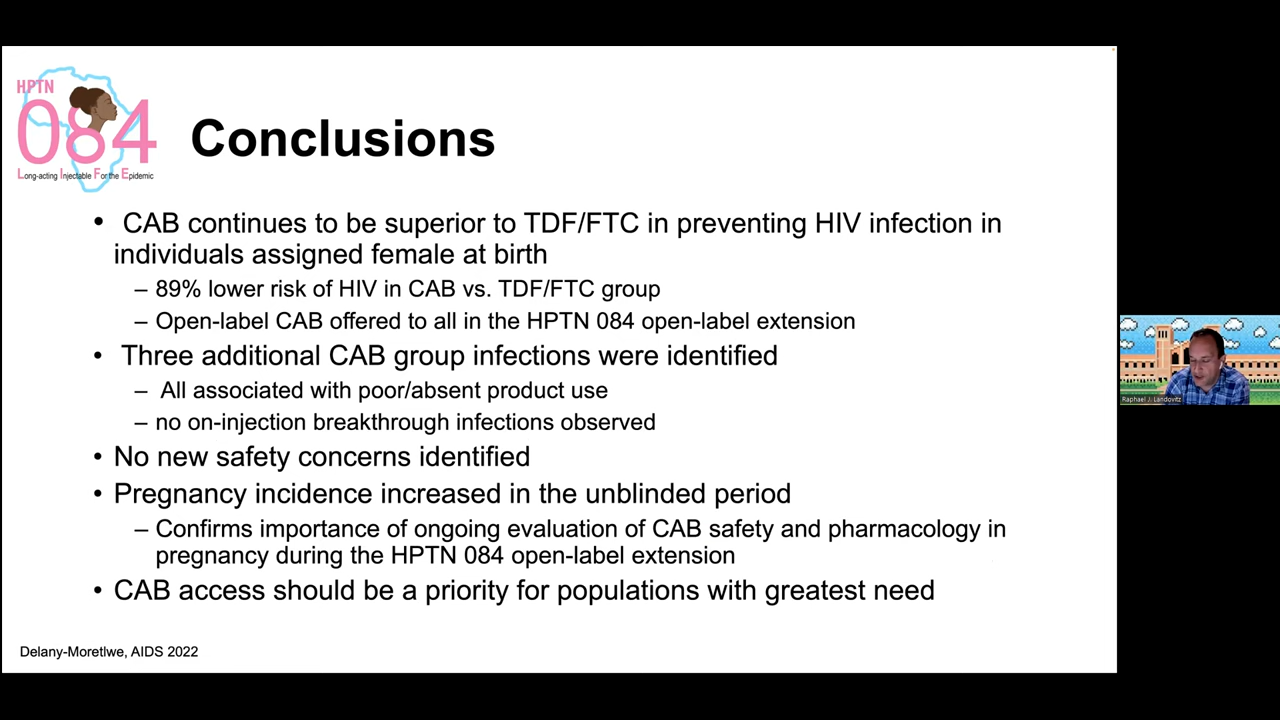 HPTN
084
Long-acting Injectable For the Epidemic
Conclusions
• CAB continues to be superior to TDF/FTC in preventing HIV infection in
individuals assigned female at birth
– 89% lower risk of HIV in CAB vs. TDF/FTC group
– Open-label CAB offered to all in the HPTN 084 open-label extension
• Three additional CAB group infections were identified
– All associated with poor/absent product use
– no on-injection breakthrough infections observed
• No new safety concerns identified
• Pregnancy incidence increased in the unblinded period
– Confirms importance of ongoing evaluation of CAB safety and pharmacology in
pregnancy during the HPTN 084 open-label extension
• CAB access should be a priority for populations with greatest need
Delany-Moretlwe, AIDS 2022
Raphael J. Landovitz